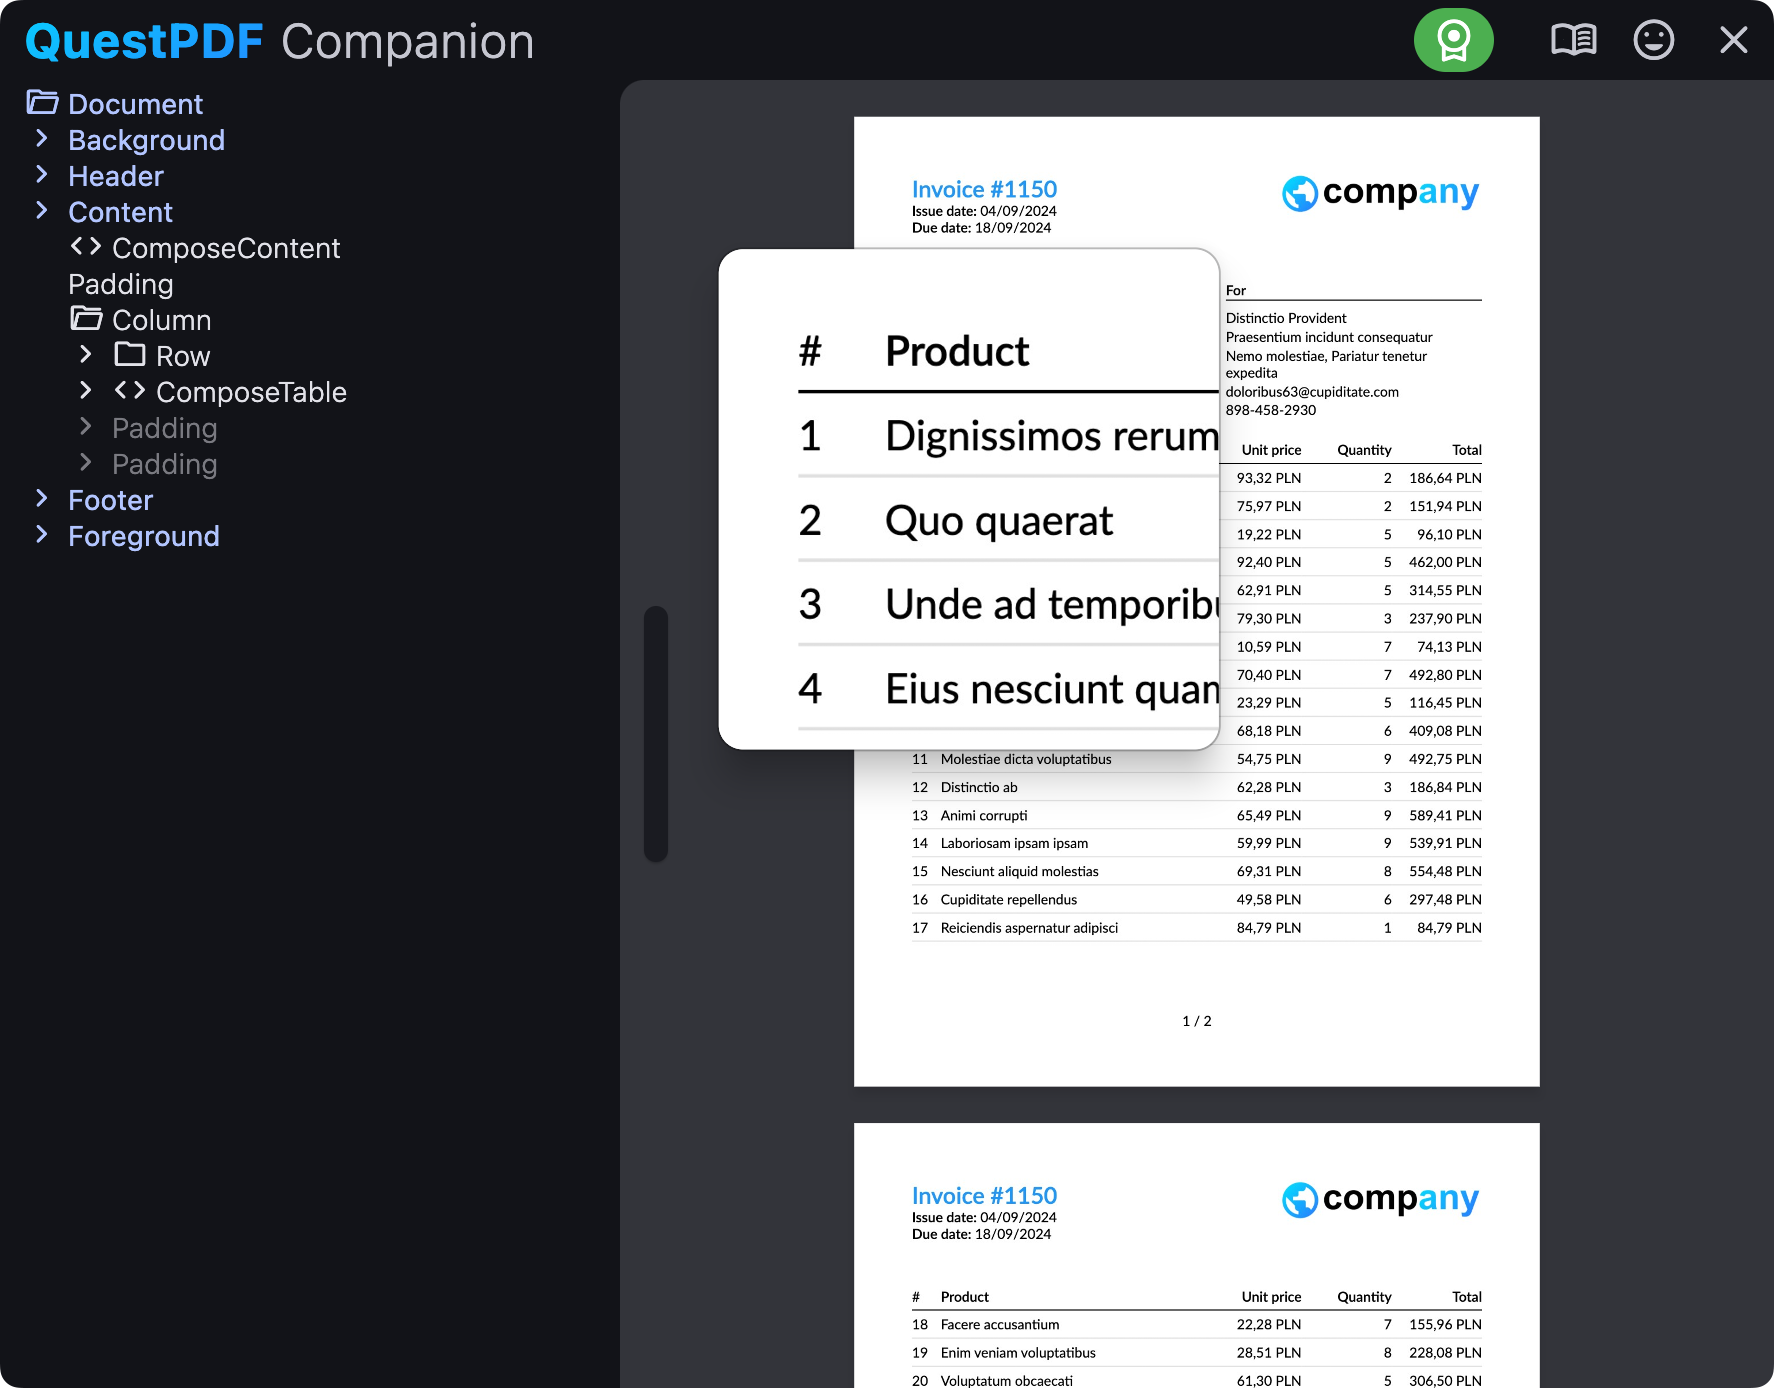 QuestPDF Companion
Document
Background
Header
Content
ComposeContent
Padding
Column
Row
ComposeTable
Padding
Padding
Footer
Foreground
Invoice #1150
Issue date: 04/09/2024
Due date: 18/09/2024
company
For
Distinctio Provident
Praesentium incidunt consequatur
Nemo molestiae, Pariatur tenetur
expedita
doloribus63@cupiditate.com
898-458-2930
# Product
1 Dignissimos rerum
2 Quo quaerat
3 Unde ad
4 Eius nesciunt
Unit price Quantity Total
93,32 PLN 2 186,64 PLN
75,97 PLN 2 151,94 PLN
19,22 PLN 5 96,10 PLN
92,40 PLN 5 462,00 PLN
62,91 PLN 5 314,55 PLN
79,30 PLN 3 237,90 PLN
10,59 PLN 7 74,13 PLN
70,40 PLN 7 492,80 PLN
23,29 PLN 5 116,45 PLN
68,18 PLN 6 409,08 PLN
11 Molestiae dicta voluptatibus 54,75 PLN 9 492,75 PLN
12 Distinctio ab 62,28 PLN 3 186,84 PLN
13 Animi corrupti 65,49 PLN 9 589,41 PLN
14 Laboriosam ipsam ipsam 59,99 PLN 9 539,91 PLN
15 Nesciunt aliquid molestias 69,31 PLN 8 554,48 PLN
16 Cupiditate repellendus 49,58 PLN 6 297,48 PLN
17 Reiciendis aspernatur adipisci 84,79 PLN 1 84,79 PLN
1 / 2
Invoice #1150
Issue date: 04/09/2024
Due date: 18/09/2024
company
# Product Unit price Quantity Total
18 Facere accusantium 22,28 PLN 7 155,96 PLN
19 Enim veniam voluptatibus 28,51 PLN 8 228,08 PLN
20 Voluptatum obcaecati 61,30 PLN 5 306,50 PLN